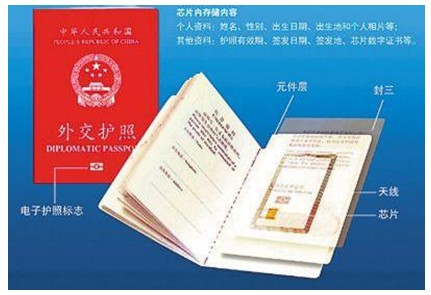 芯片内存储内容
个人资料：姓名、性别、出生日期、出生地和个人相片等；
其他资料：护照有效期、签发日期、签发地、芯片数字证书等。
中华人民共和国
PEOPLE'S REPUBLIC OF CHINA
外交护照
DIPLOMATIC PASSPO
电子护照标志
元件层
封三
天线
芯片